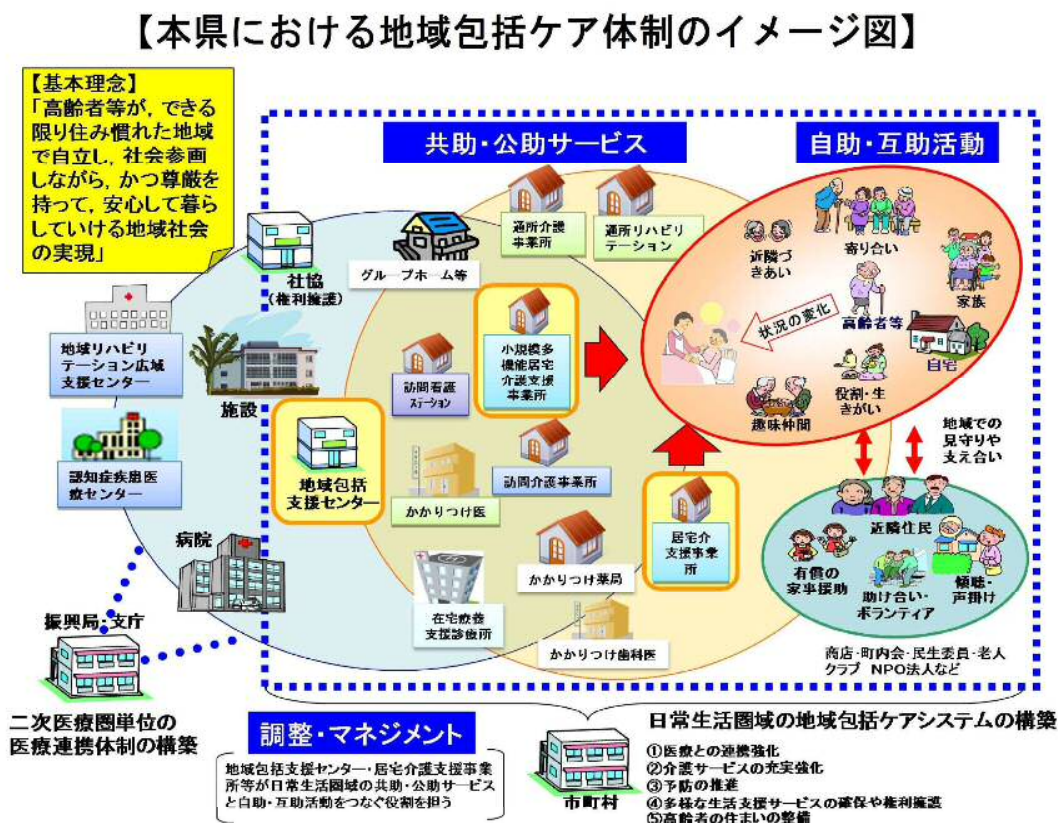 【本県における地域包括ケア体制のイメージ図】
【基本理念】
「高齢者等が，できる
限り住み慣れた地域
で自立し，社会参画
しながら，かつ尊厳を
持って，安心して暮ら
していける地域社会
の実現」
共助・公助サービス
自助・互助活動
社協
（権利擁護）
グループホーム等
通所介護
事業所
通所リハビリ
テーション
近隣づ
きあい
寄り合い
家族
高齢者等
状況の変化
自宅
役割・生
きがい
趣味仲間
地域リハビリ
テーション広域
支援センター
施設
訪問看護
ステーション
小規模多
機能居宅
介護支援
事業所
認知症疾患医
療センター
地域包括
支援センター
かかりつけ医
訪問介護事業所
居宅介
支援事業
所
地域での
見守りや
支え合い
近隣住民
有償の
家事援助
助け合い・
ボランティア
傾聴・
声掛け
病院
かかりつけ薬局
在宅療養
支援診療所
かかりつけ歯科医
商店・町内会・民生委員・老人
クラブ NPO法人など
振興局・支庁
二次医療圏単位の
医療連携体制の構築
調整・マネジメント
地域包括支援センター・居宅介護支援事業
所等が日常生活圏域の共助・公助サービス
と自助・互助活動をつなぐ役割を担う
市町村
日常生活圏域の地域包括ケアシステムの構築
①医療との連携強化
②介護サービスの充実強化
③予防の推進
④多様な生活支援サービスの確保や権利擁護
⑤高齢者の住まいの整備